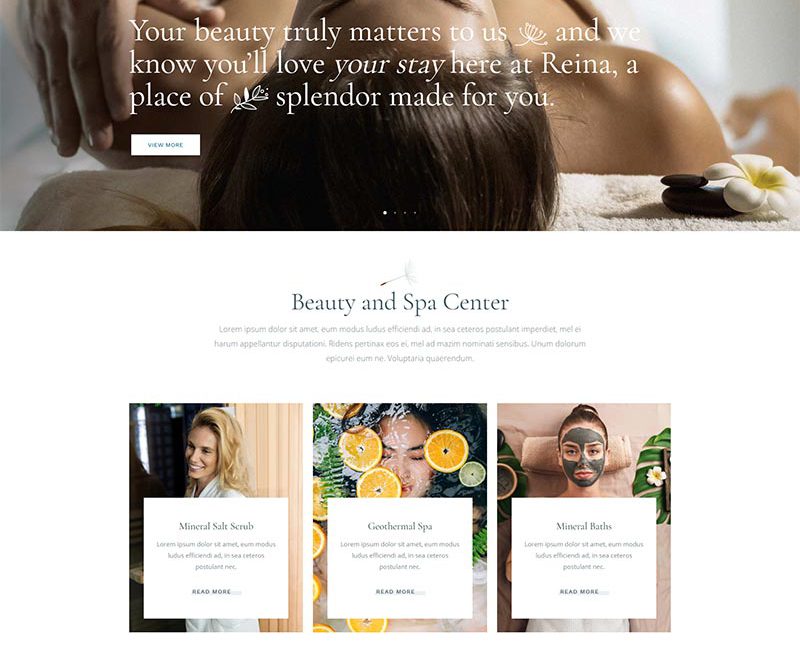 Your beauty truly matters to us and we
know you'll love your stay here at Reina, a
place of splendor made for you.
VIEW MORE
Beauty and Spa Center
Lorem ipsum dolor sit amet, eum modus ludus efficiendi ad, in sea ceteros postulant imperdiet, mel ei
harum appellantur disputationi. Ridens pertinax eos ei, mel ad mazim nominati sensibus. Unum dolorum
epicurei eum ne. Voluptaria quaerendum.
Mineral Salt Scrub
Lorem ipsum dolor sit amet, eum modus
ludus efficiendi ad, in sea ceteros
postulant nec.
READ MORE
Geothermal Spa
Lorem ipsum dolor sit amet, eum modus
ludus efficiendi ad, in sea ceteros
postulant nec.
READ MORE
Mineral Baths
Lorem ipsum dolor sit amet, eum modus
ludus efficiendi ad, in sea ceteros
postulant nec.
READ MORE